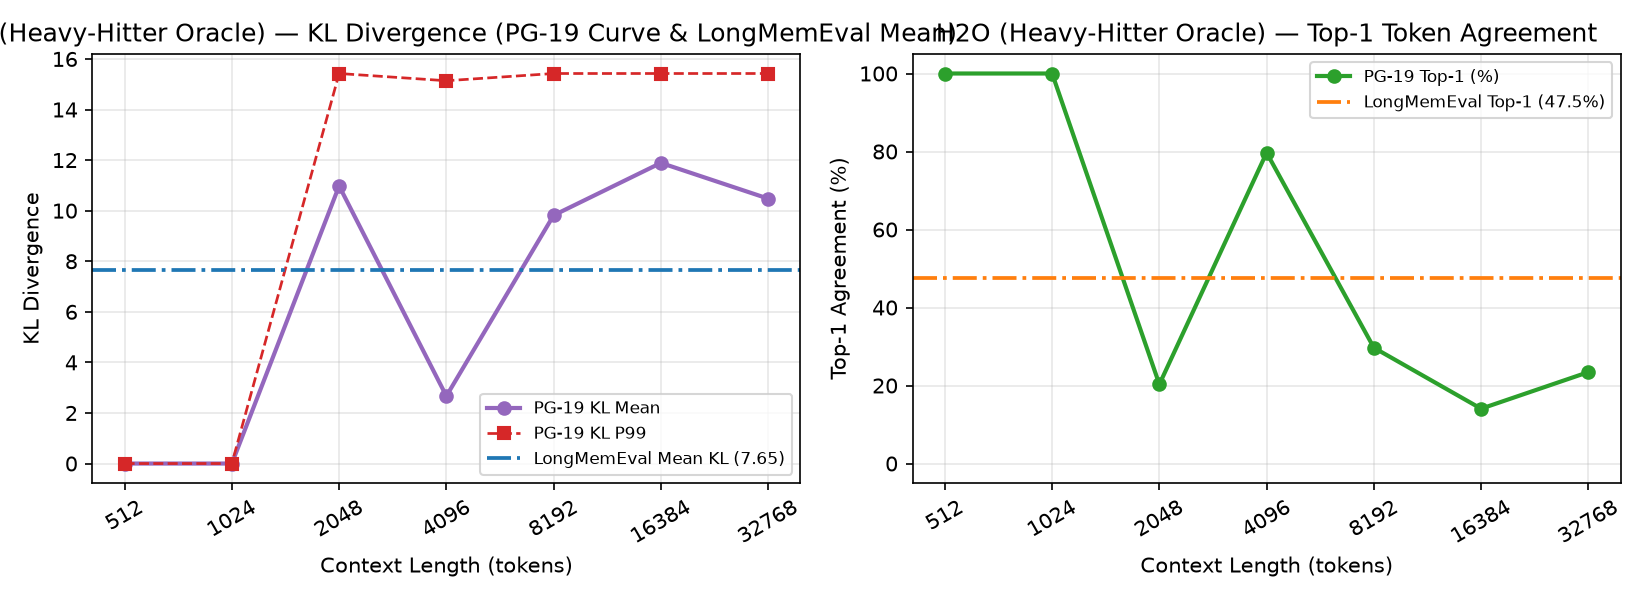 (Heavy-Hitter Oracle) — KL Divergence (PG-19 Curve & LongMemEval Mean)
H2O (Heavy-Hitter Oracle) — Top-1 Token Agreement
KL Divergence
16
14
12
10
8
6
4
2
0
PG-19 KL Mean
PG-19 KL P99
LongMemEval Mean KL (7.65)
512
1024
2048
4096
8192
16384
32768
Context Length (tokens)
Top-1 Agreement (%)
100
80
60
40
20
0
PG-19 Top-1 (%)
LongMemEval Top-1 (47.5%)
512
1024
2048
4096
8192
16384
32768
Context Length (tokens)